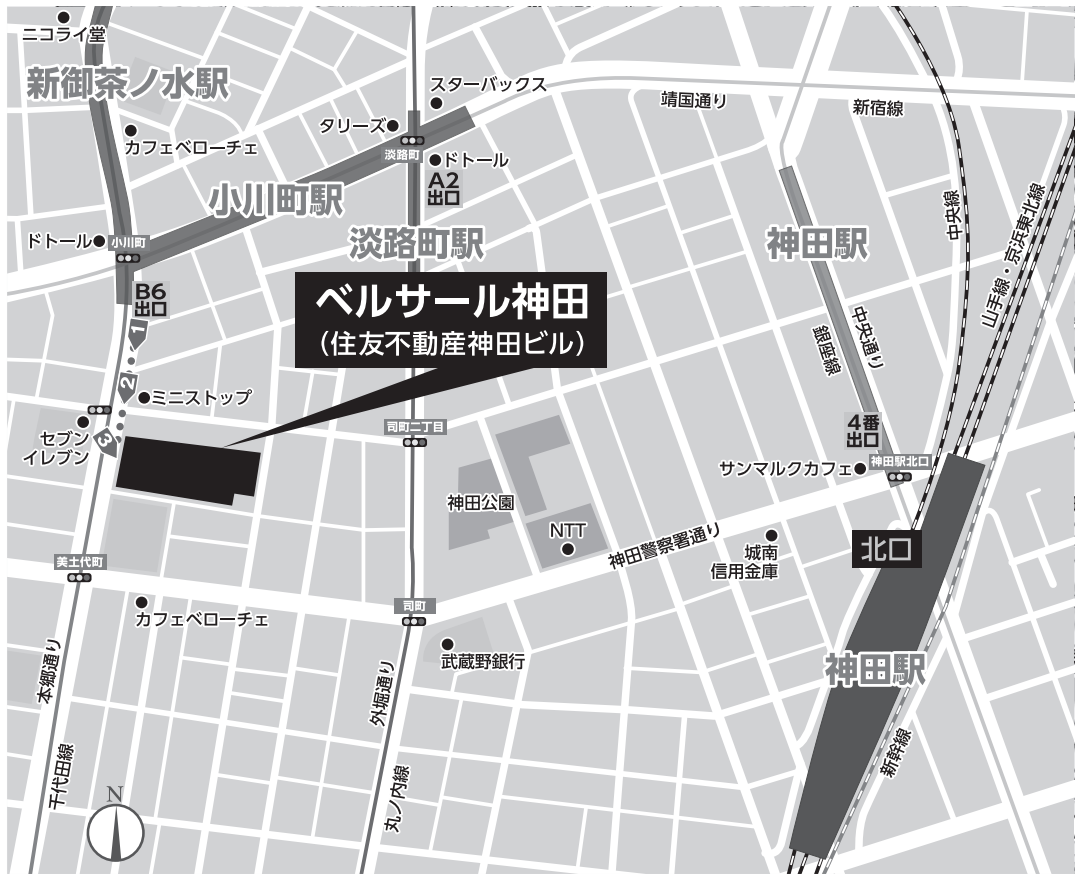 ニコライ堂
新御茶ノ水駅
スターバックス
靖国通り
新宿線
タリーズ
カフェベローチェ
淡路町
ドトール
A2
出口
小川町駅
中央線
山手線・京浜東北線
ドトール
小川町
淡路町駅
神田駅
B6
出口
ベルサール神田
(住友不動産神田ビル)
1
中央通り
銀座線
2
ミニストップ
セブン
イレブン
3
司町二丁目
4番
出口
サンマルクカフェ
神田駅北口
神田公園
NTT
神田警察署通り
城南
信用金庫
北口
美土代町
カフェベローチェ
司町
武蔵野銀行
神田駅
本郷通り
外堀通り
新幹線
千代田線
丸ノ内線
N